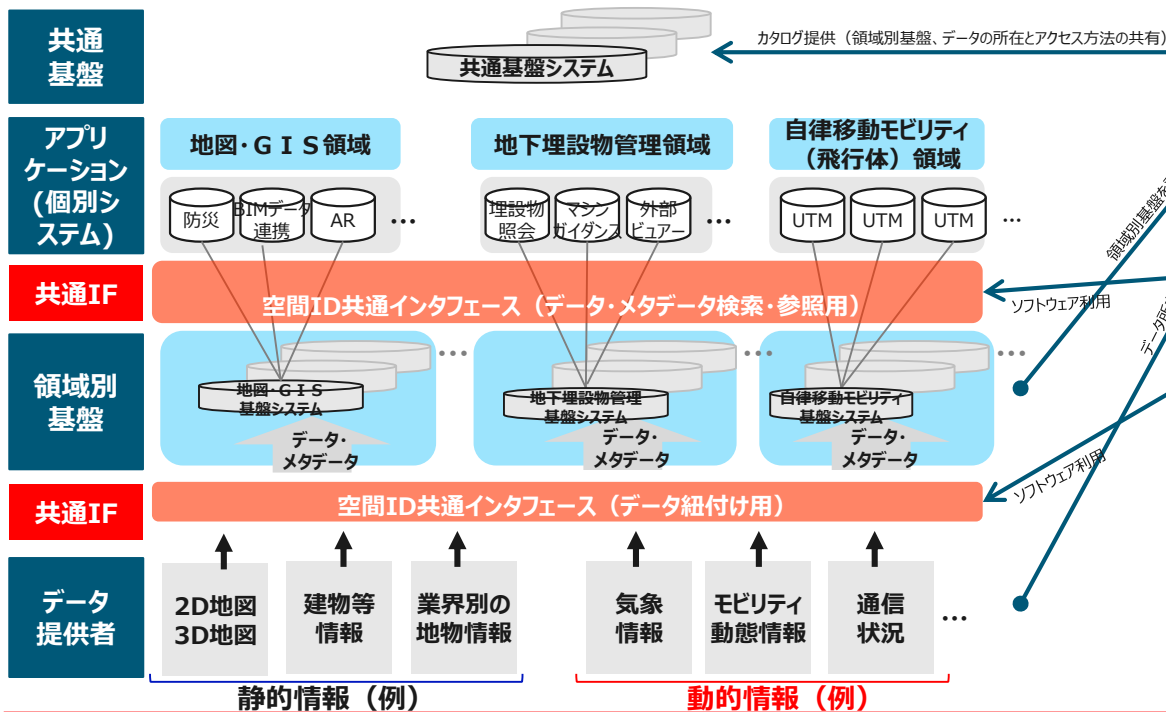 共通
基盤
共通基盤システム
カタログ提供（領域別基盤、データの所在とアクセス方法の共有）
アプリ
ケーション
(個別シ
ステム)
地図・GIS領域
地下埋設物管理領域
自律移動モビリティ
（飛行体）領域
防災
BIMデータ
連携
AR
…
埋設物
照会
マシン
ガイダンス
外部
ビュアー
…
UTM
UTM
UTM
…
領域別基盤を
共通IF
空間ID共通インタフェース（データ・メタデータ検索・参照用）
ソフトウェア利用
領域別
基盤
…
地図・GIS
基盤システム
データ・
メタデータ
…
地下埋設物管理
基盤システム
データ・
メタデータ
…
自律移動モビリティ
基盤システム
データ・
メタデータ
共通IF
空間ID共通インタフェース（データ紐付け用）
ソフトウェア利用
データ
提供者
2D地図
3D地図
建物等
情報
業界別の
地物情報
気象
情報
モビリティ
動態情報
通信
状況
…
静的情報（例）
動的情報（例）